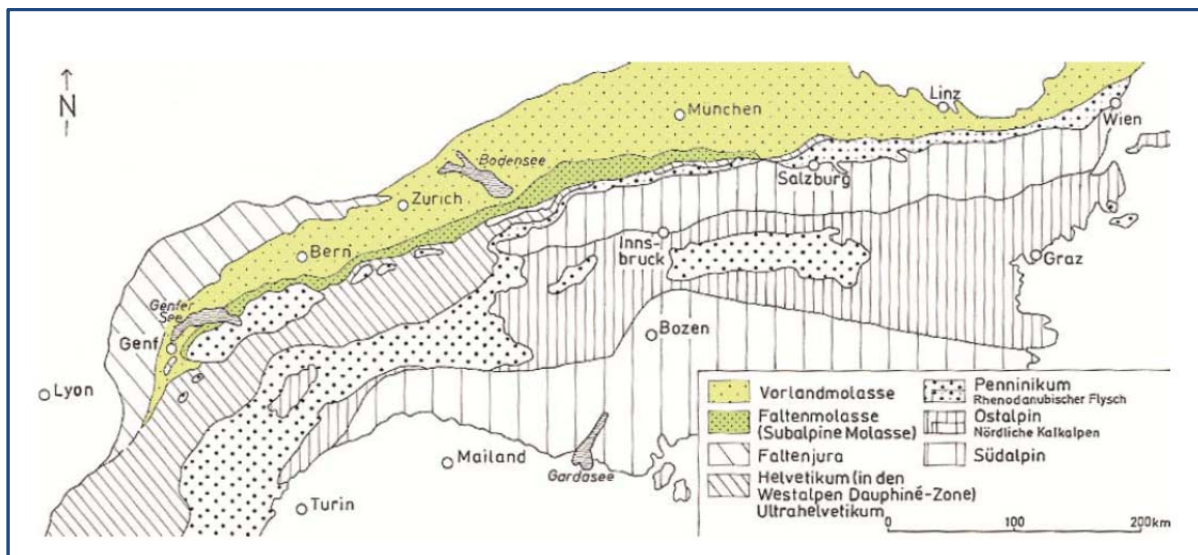 N
Linz
München
Wien
Bodensee
Salzburg
Zürich
Inns-
bruck
Bern
Graz
Genfer
See
Bozen
Genf
Lyon
Mailand
Gardasee
Turin
Vorlandmolasse
Faltenmolasse
(Subalpine Molasse)
Faltenjura
Helvetikum (in den
Westalpen Dauphiné-Zone)
Ultrahelvetikum
Penninikum
Rhenodanubischer Flysch
Ostalpin
Nördliche Kalkalpen
Südalpin
0 100 200km